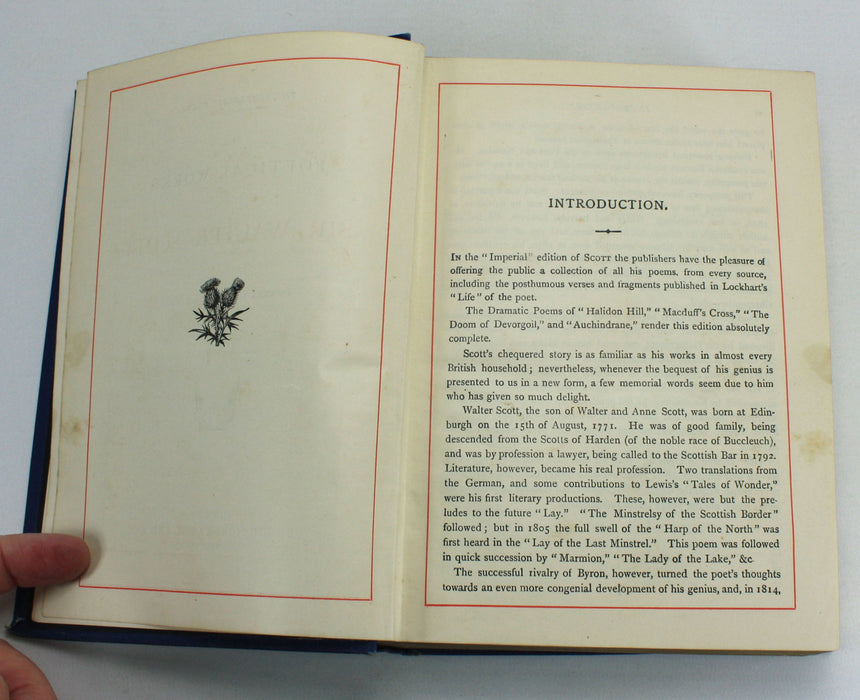 INTRODUCTION.
IN the "Imperial" edition of SCOTT the publishers have the pleasure of
offering the public a collection of all his poems. from every source,
including the posthumous verses and fragments published in Lockhart's
"Life" of the poet.
The Dramatic Poems of "Halidon Hill," "Macduff's Cross," "The
Doom of Devorgoil," and "Auchindrane," render this edition absolutely
complete.
Scott's chequered story is as familiar as his works in almost every
British household; nevertheless, whenever the bequest of his genius is
presented to us in a new form, a few memorial words seem due to him
who has given so much delight.
Walter Scott, the son of Walter and Anne Scott, was born at Edin-
burgh on the 15th of August, 1771. He was of good family, being
descended from the Scotts of Harden (of the noble race of Buccleuch),
and was by profession a lawyer, being called to the Scottish Bar in 1792.
Literature, however, became his real profession. Two translations from
the German, and some contributions to Lewis's "Tales of Wonder,"
were his first literary productions. These, however, were but the pre-
ludes to the future "Lay." "The Minstrelsy of the Scottish Border"
followed; but in 1805 the full swell of the "Harp of the North" was
first heard in the "Lay of the Last Minstrel." This poem was followed
in quick succession by "Marmion," "The Lady of the Lake," &c
The successful rivalry of Byron, however, turned the poet's thoughts
towards an even more congenial development of his genius, and, in 1814,